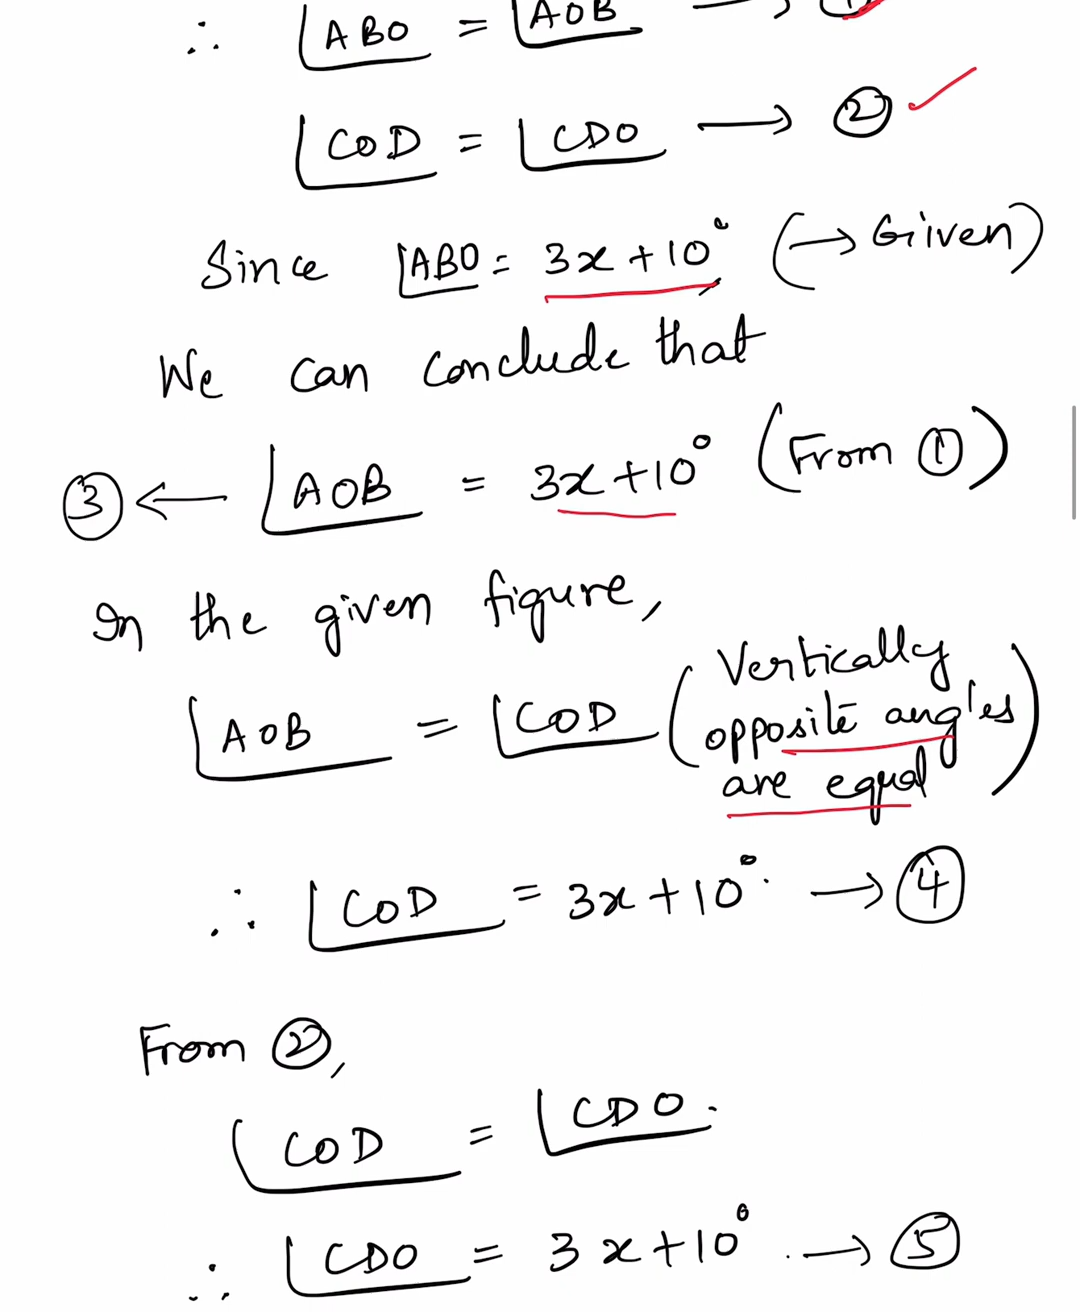 ∴ ∠ABO = ∠AOB → ①
∠COD = ∠CDO → ②
Since ∠ABO = 3x + 10° (→ Given)
We can conclude that
③ ← ∠AOB = 3x + 10° (From ①)
In the given figure,
∠AOB = ∠COD (Vertically opposite angles are equal)
∴ ∠COD = 3x + 10°. → ④
From ②,
∠COD = ∠CDO.
∴ ∠CDO = 3x + 10° → ⑤